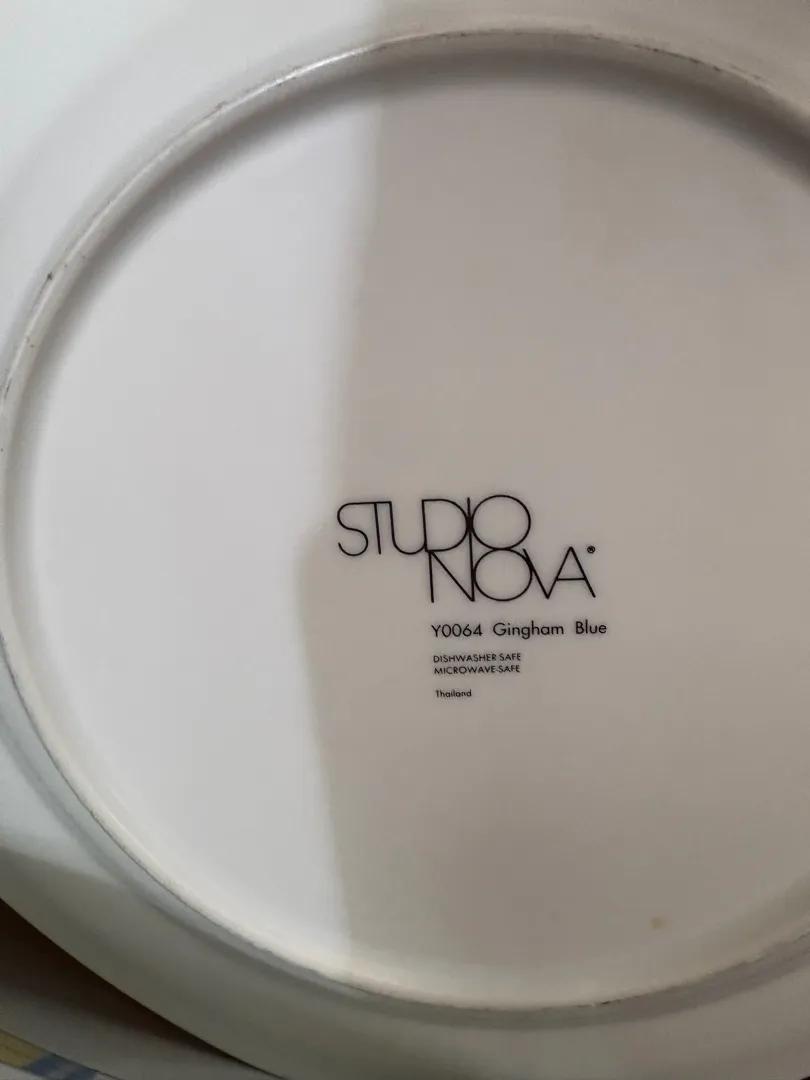 STUDIO
NOVA®
Y0064 Gingham Blue
DISHWASHER SAFE
MICROWAVE-SAFE
Thailand